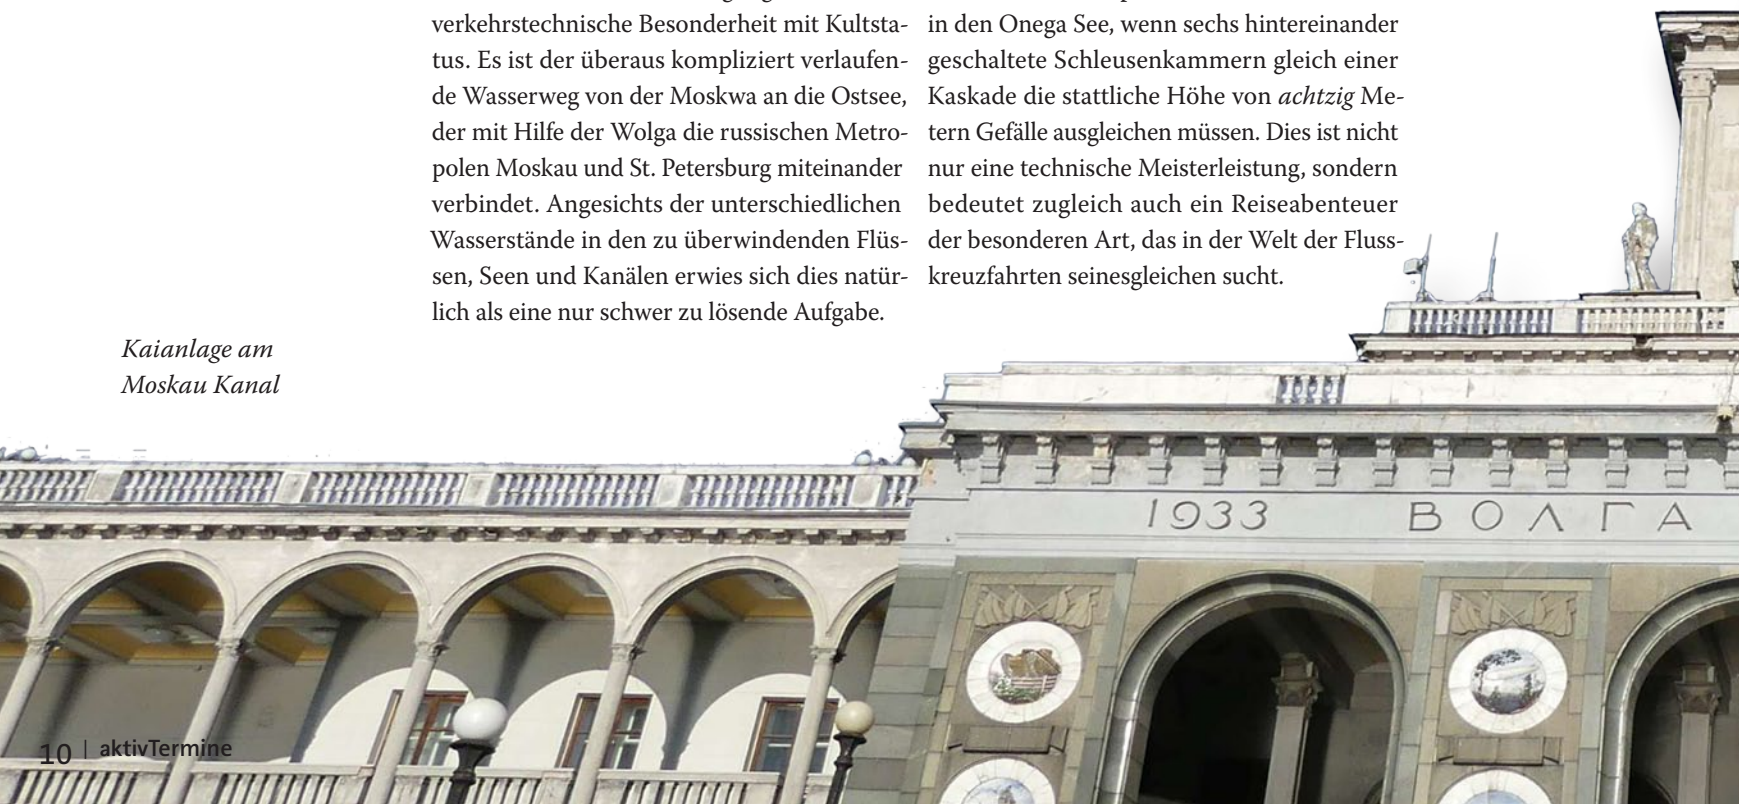 verkehrstechnische Besonderheit mit Kultsta-
tus. Es ist der überaus kompliziert verlaufen-
de Wasserweg von der Moskwa an die Ostsee,
der mit Hilfe der Wolga die russischen Metro-
polen Moskau und St. Petersburg miteinander
verbindet. Angesichts der unterschiedlichen
Wasserstände in den zu überwindenden Flüs-
sen, Seen und Kanälen erwies sich dies natür-
lich als eine nur schwer zu lösende Aufgabe.
in den Onega See, wenn sechs hintereinander
geschaltete Schleusenkammern gleich einer
Kaskade die stattliche Höhe von achtzig Me-
tern Gefälle ausgleichen müssen. Dies ist nicht
nur eine technische Meisterleistung, sondern
bedeutet zugleich auch ein Reiseabenteuer
der besonderen Art, das in der Welt der Fluss-
kreuzfahrten seinesgleichen sucht.
Kaianlage am
Moskau Kanal
1933 ВОЛГА
10 | aktivTermine